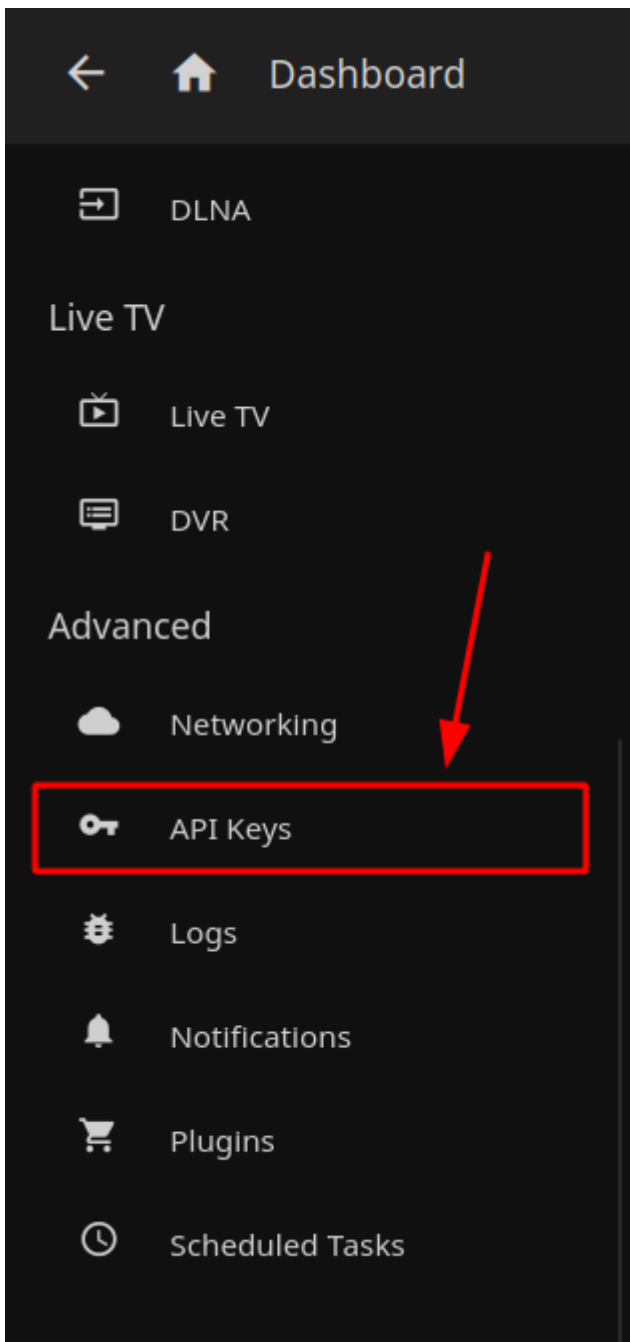 Dashboard
DLNA
Live TV
Live TV
DVR
Advanced
Networking
API Keys
Logs
Notifications
Plugins
Scheduled Tasks